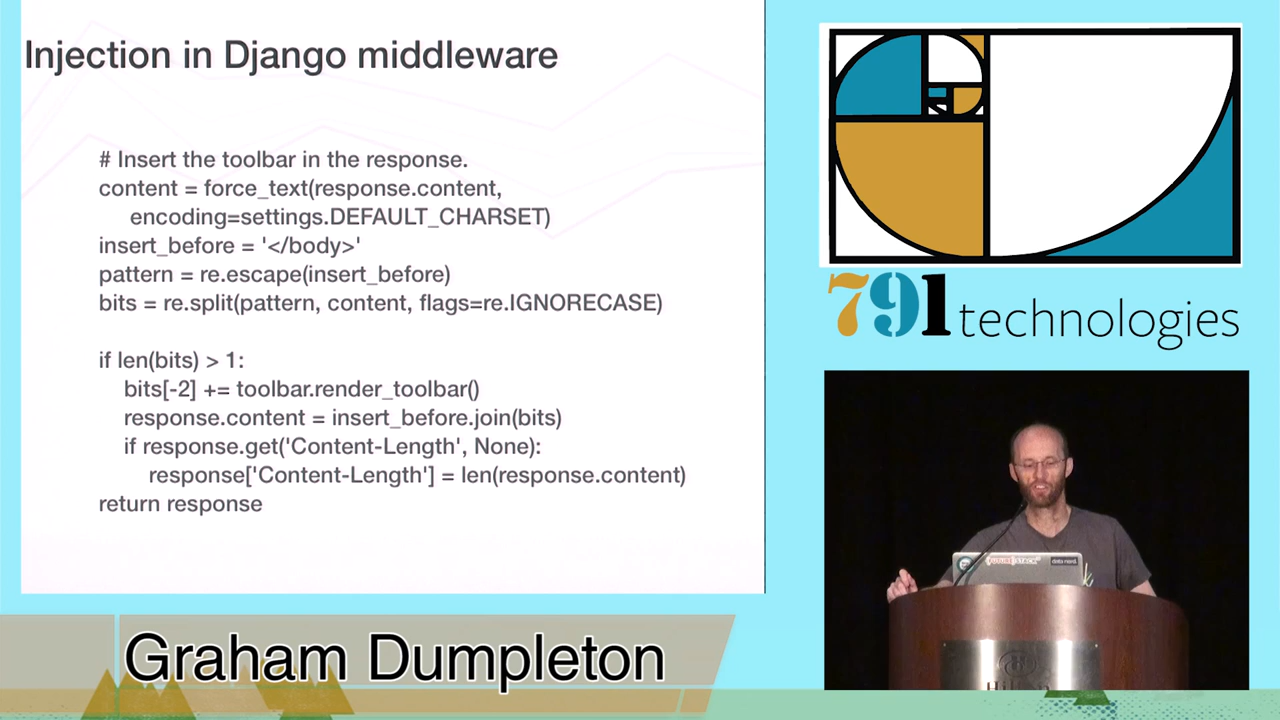 Injection in Django middleware
# Insert the toolbar in the response.
content = force_text(response.content,
encoding=settings.DEFAULT_CHARSET)
insert_before = '</body>'
pattern = re.escape(insert_before)
bits = re.split(pattern, content, flags=re.IGNORECASE)
if len(bits) > 1:
bits[-2] += toolbar.render_toolbar()
response.content = insert_before.join(bits)
if response.get('Content-Length', None):
response['Content-Length'] = len(response.content)
return response
791 technologies
data nerd
Graham Dumpleton